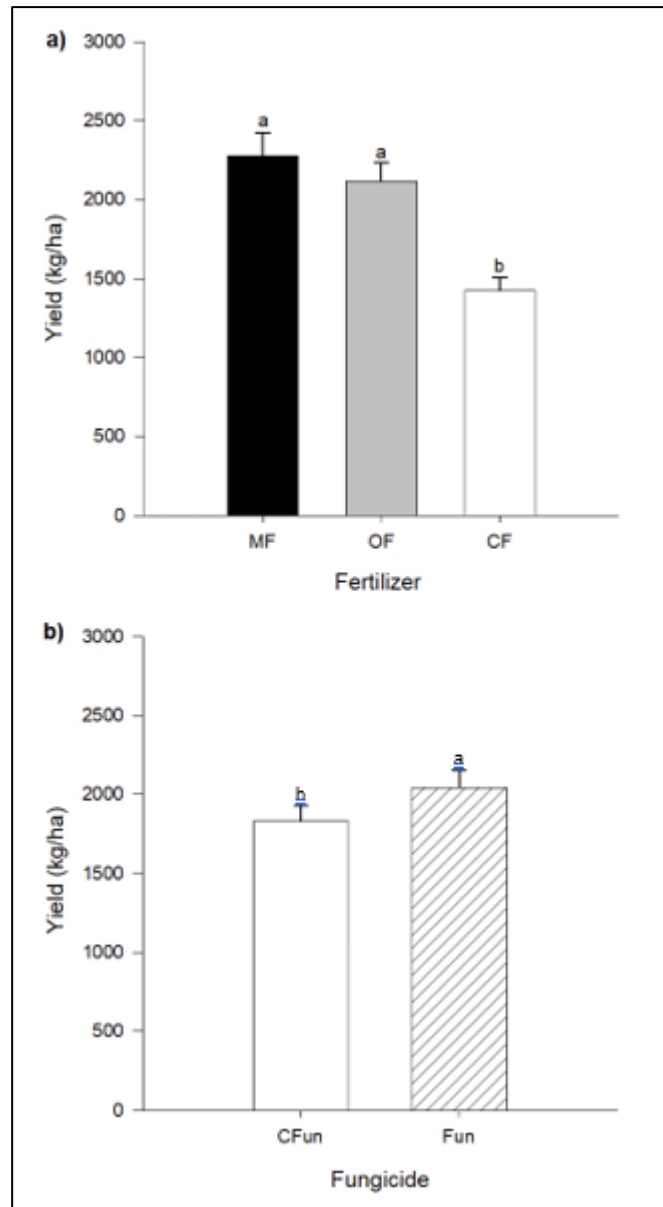 a)
3000
2500
2000
1500
1000
500
0
Yield (kg/ha)
a
a
b
MF OF CF
Fertilizer
b)
3000
2500
2000
1500
1000
500
0
Yield (kg/ha)
b
a
CFun Fun
Fungicide